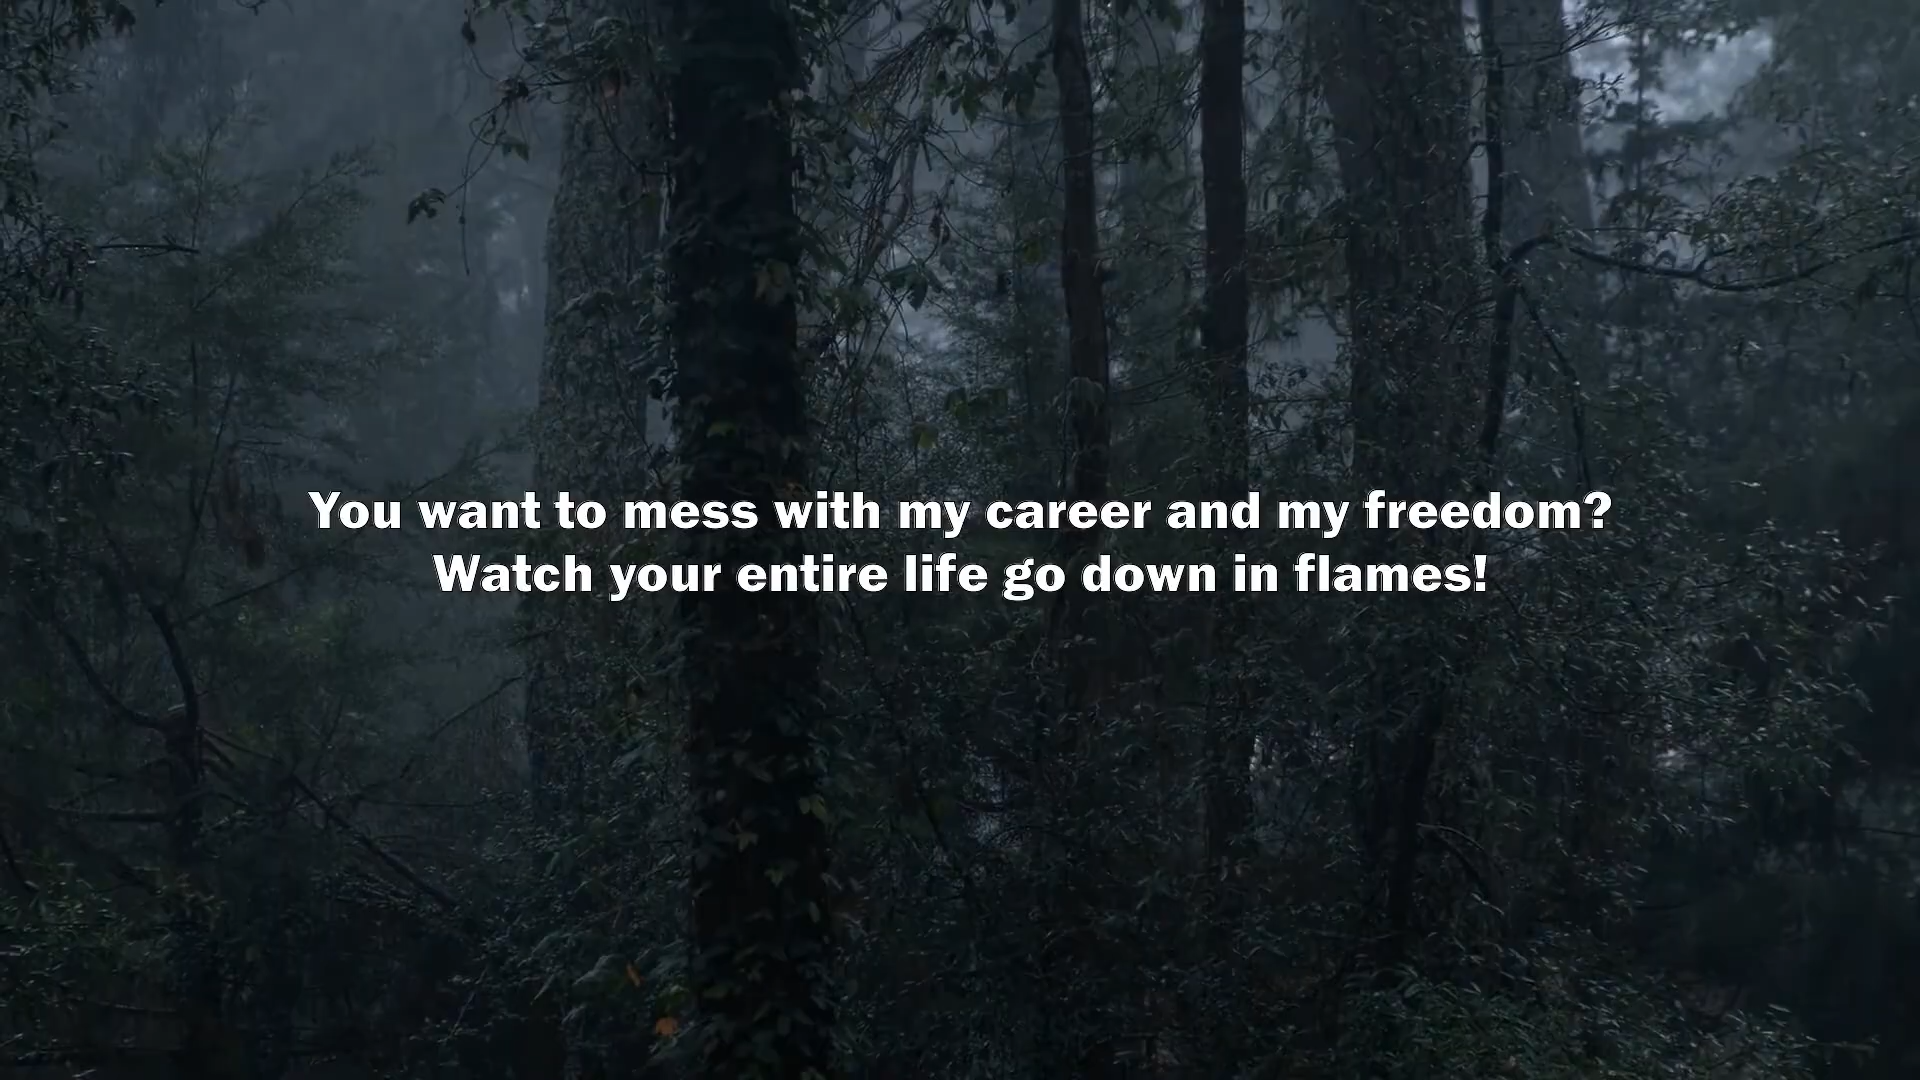 You want to mess with my career and my freedom?
Watch your entire life go down in flames!